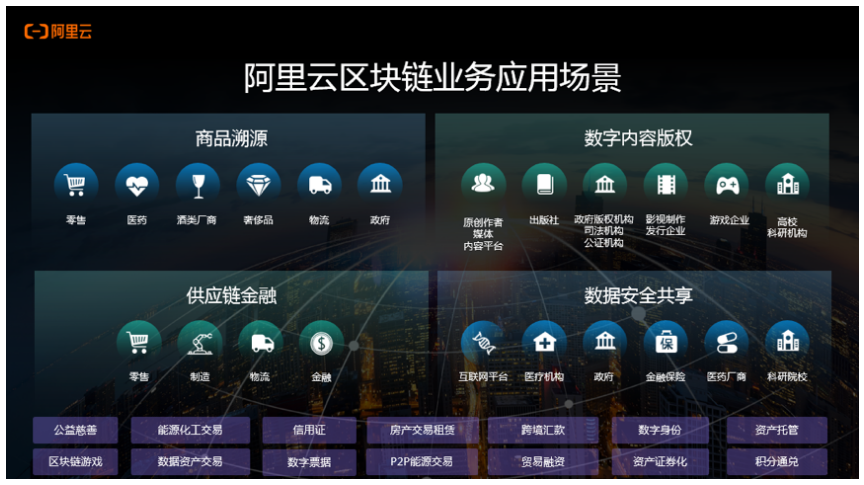 阿里云
阿里云区块链业务应用场景
商品溯源
零售 医药 酒类厂商 奢侈品 物流 政府
数字内容版权
原创作者 出版社 政府版权机构 影视制作 游戏企业 高校
媒体 司法机构 发行企业 科研机构
内容平台 公证机构
供应链金融
零售 制造 物流 金融
数据安全共享
保
互联网平台 医疗机构 政府 金融保险 医药厂商 科研院校
公益慈善 能源化工交易 信用证 房产交易租赁 跨境汇款 数字身份 资产托管
区块链游戏 数据资产交易 数字票据 P2P能源交易 贸易融资 资产证券化 积分通兑